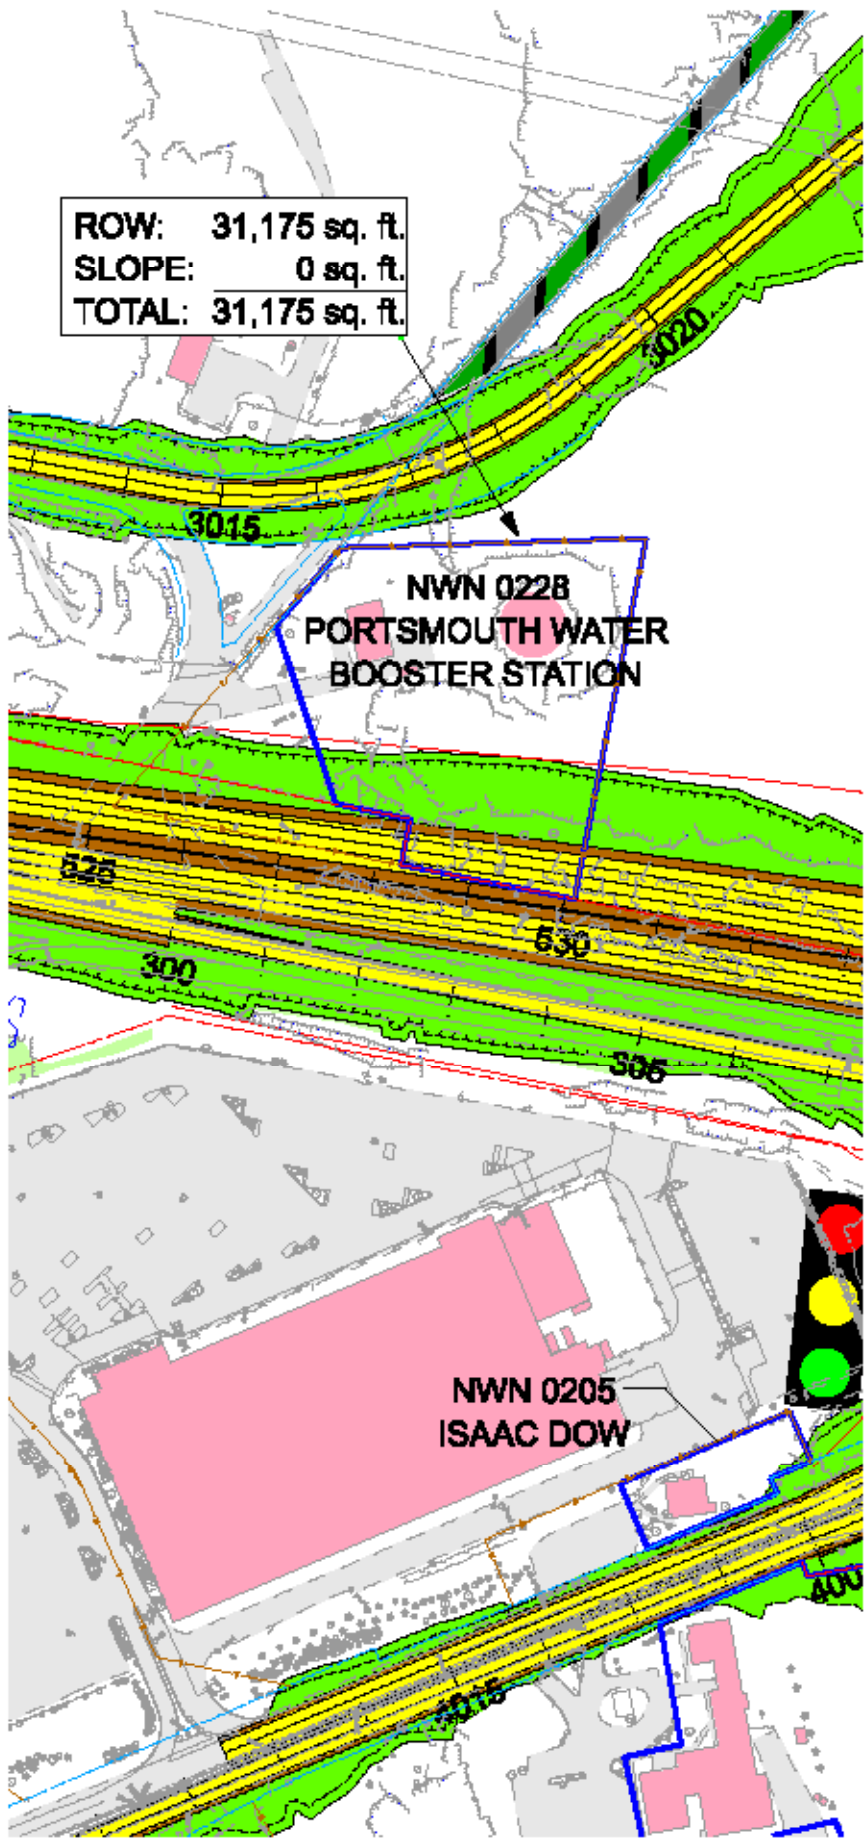 ROW: 31,175 sq. ft.
SLOPE: 0 sq. ft.
TOTAL: 31,175 sq. ft.
3020
3015
NWN 0228
PORTSMOUTH WATER
BOOSTER STATION
525
530
300
305
NWN 0205
ISAAC DOW
400